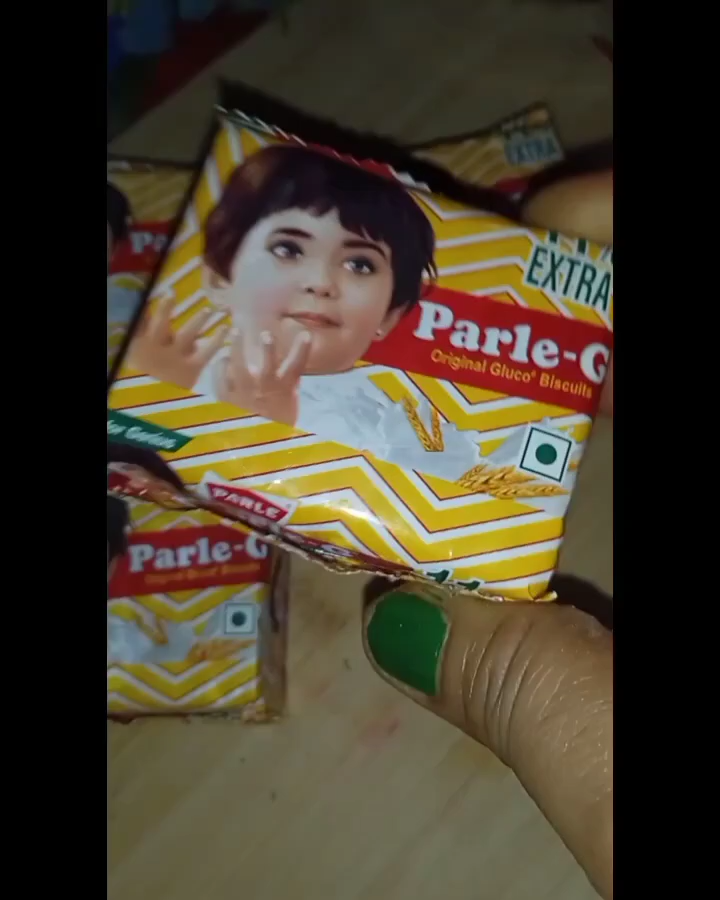 EXTRA
EXTRA
Parle-G
Original Gluco® Biscuits
PARLE
Parle-G